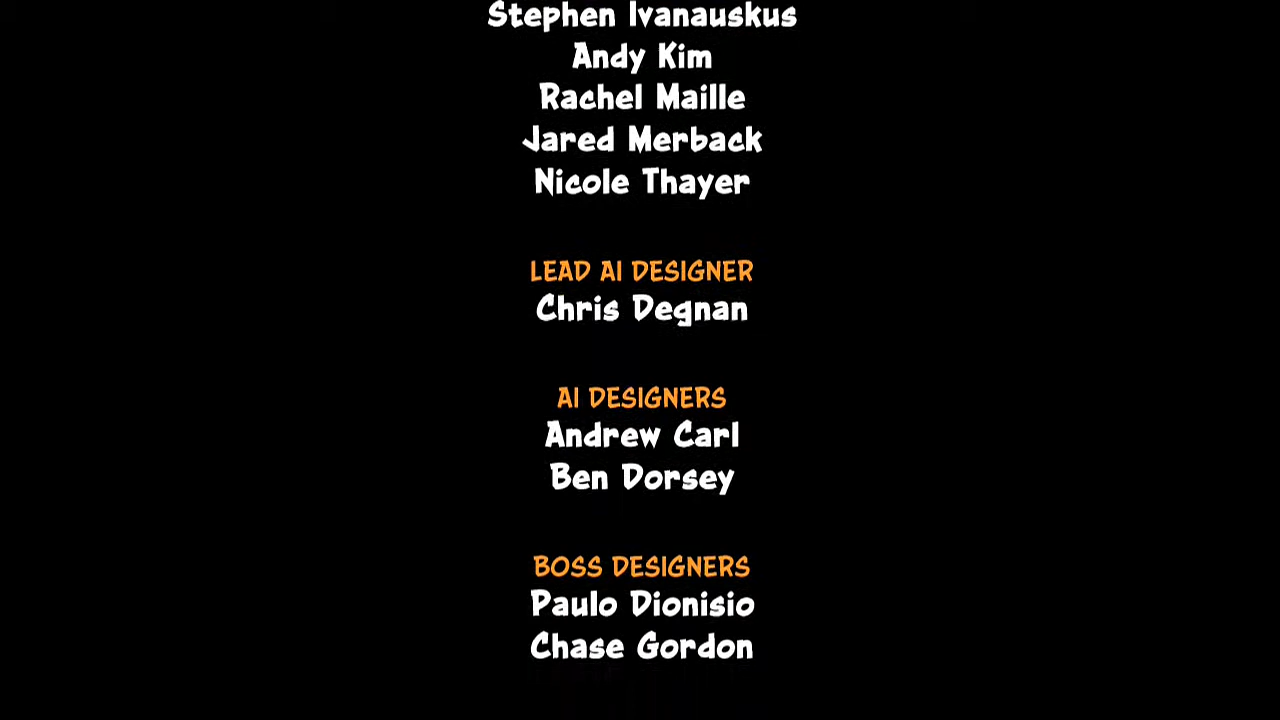 Stephen Ivanauskus
Andy Kim
Rachel Maille
Jared Merback
Nicole Thayer
LEAD AI DESIGNER
Chris Degnan
AI DESIGNERS
Andrew Carl
Ben Dorsey
BOSS DESIGNERS
Paulo Dionisio
Chase Gordon